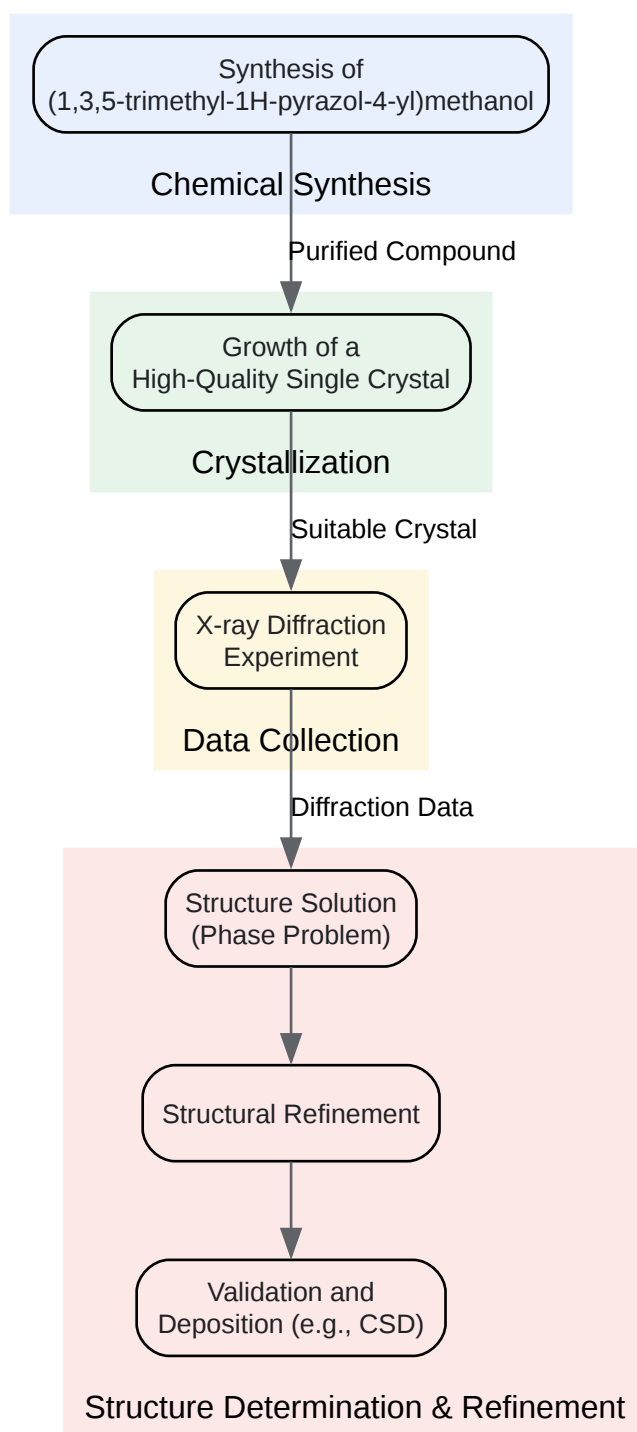 Synthesis of
(1,3,5-trimethyl-1H-pyrazol-4-yl)methanol
Chemical Synthesis
Purified Compound
Growth of a
High-Quality Single Crystal
Crystallization
Suitable Crystal
X-ray Diffraction
Experiment
Data Collection
Diffraction Data
Structure Solution
(Phase Problem)
Structural Refinement
Validation and
Deposition (e.g., CSD)
Structure Determination & Refinement